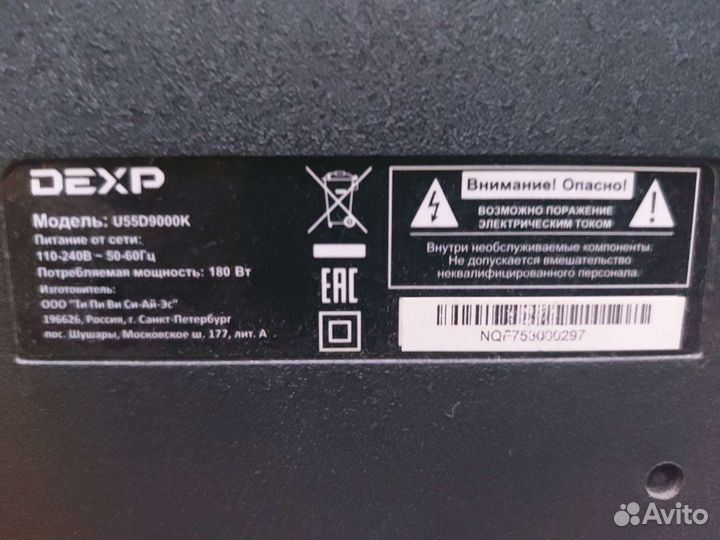 DEXP
Модель: U55D9000K
Питание от сети:
110-240В ~ 50-60Гц
Потребляемая мощность: 180 Вт
Изготовитель:
ООО "Ти Пи Ви Си-Ай-Эс"
196626, Россия, г. Санкт-Петербург
пос. Шушары, Московское ш. 177, лит. А
EAC
Внимание! Опасно!
ВОЗМОЖНО ПОРАЖЕНИЕ
ЭЛЕКТРИЧЕСКИМ ТОКОМ
Внутри необслуживаемые компоненты.
Не допускается вмешательство
неквалифицированного персонала.
NQF753000297
Avito